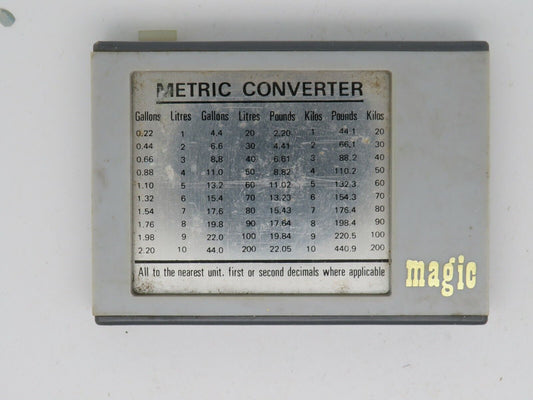 METRIC CONVERTER
Gallons Litres Gallons Litres Pounds Kilos Pounds Kilos
0.22 1 4.4 20 2.20 1 44.1 20
0.44 2 6.6 30 4.41 2 66.1 30
0.66 3 8.8 40 6.61 3 88.2 40
0.88 4 11.0 50 8.82 4 110.2 50
1.10 5 13.2 60 11.02 5 132.3 60
1.32 6 15.4 70 13.23 6 154.3 70
1.54 7 17.6 80 15.43 7 176.4 80
1.76 8 19.8 90 17.64 8 198.4 90
1.98 9 22.0 100 19.84 9 220.5 100
2.20 10 44.0 200 22.05 10 440.9 200
All to the nearest unit. first or second decimals where applicable
magic